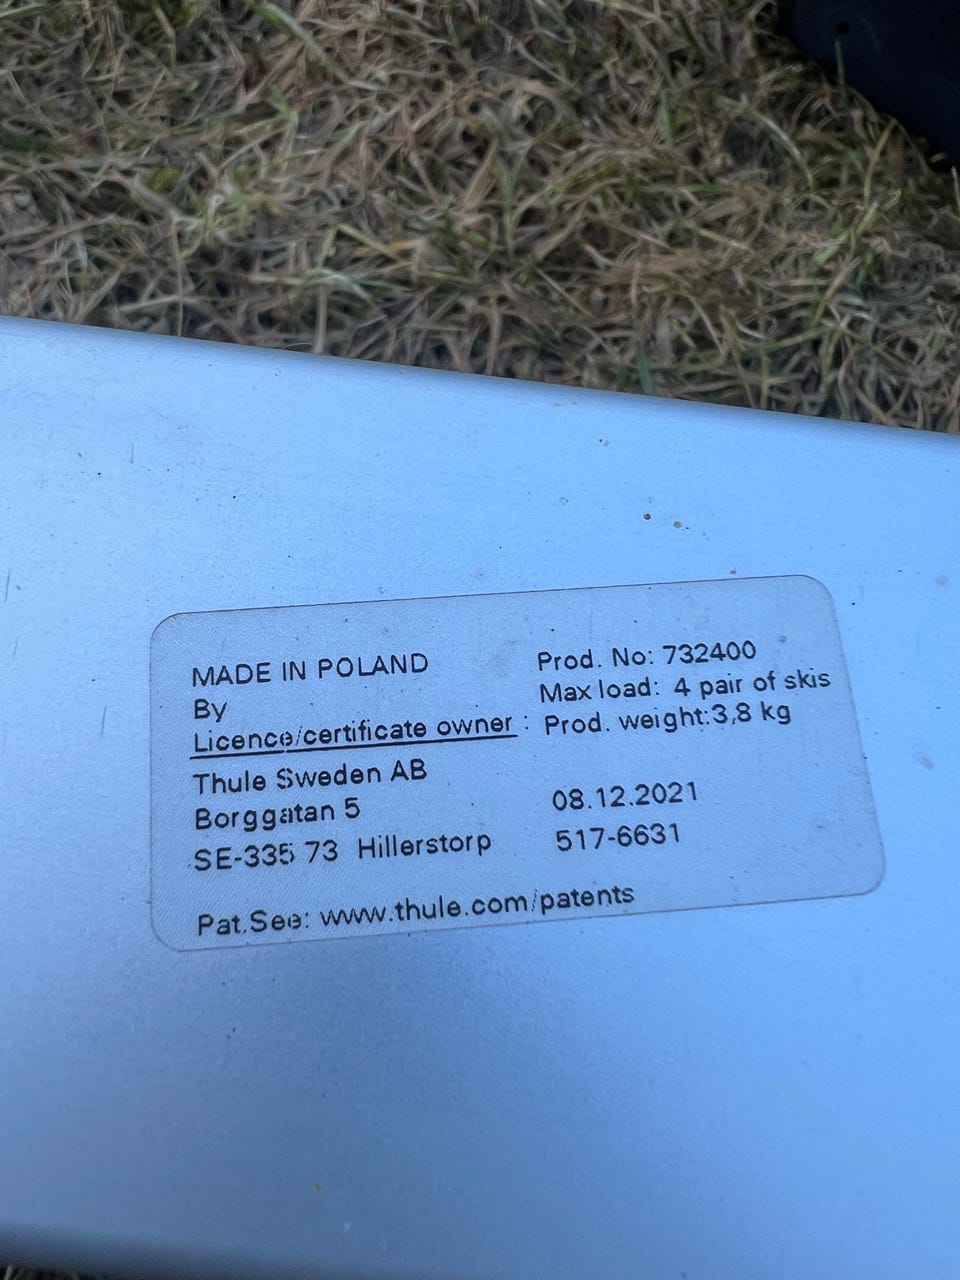 MADE IN POLAND
By
Licence/certificate owner :
Thule Sweden AB
Borggatan 5
SE-335 73 Hillerstorp
Pat.See: www.thule.com/patents
Prod. No: 732400
Max load: 4 pair of skis
Prod. weight:3,8 kg
08.12.2021
517-6631